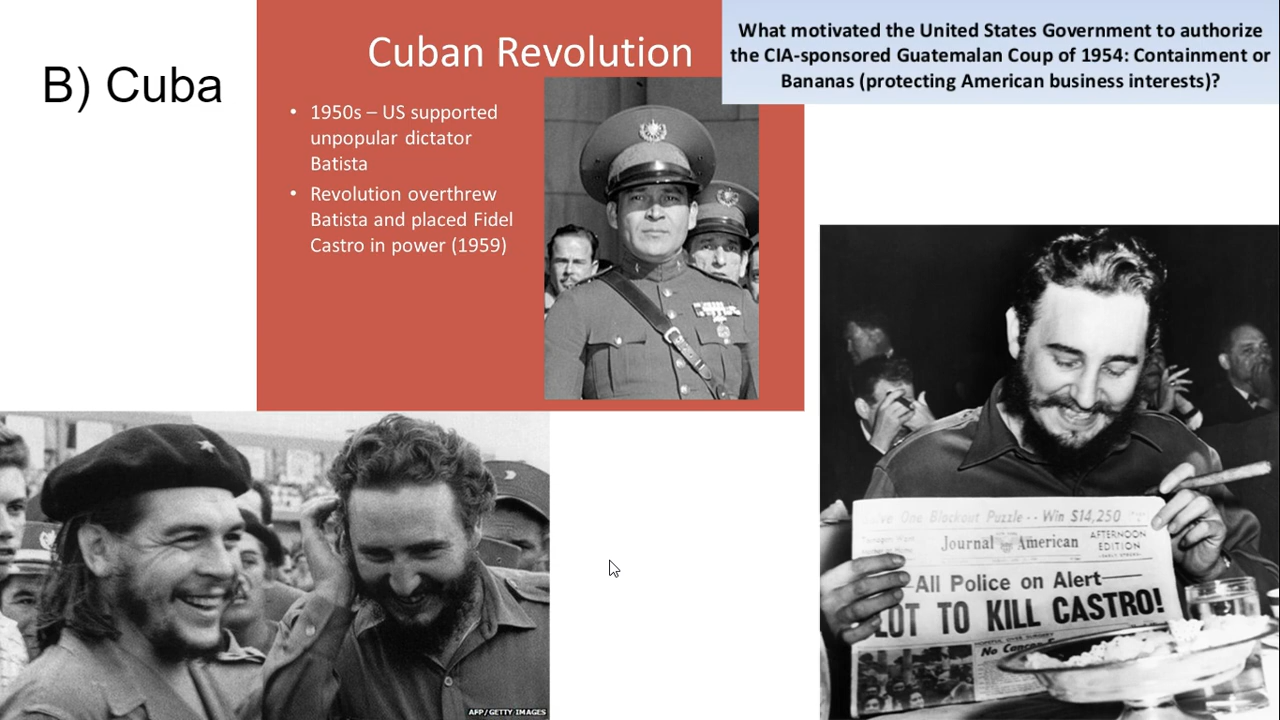 B) Cuba
Cuban Revolution
• 1950s – US supported
unpopular dictator
Batista
• Revolution overthrew
Batista and placed Fidel
Castro in power (1959)
What motivated the United States Government to authorize
the CIA-sponsored Guatemalan Coup of 1954: Containment or
Bananas (protecting American business interests)?
AFP/GETTY IMAGES
One Blackout Puzzle -- Win $14,250
Journal American
AFTERNOON
EDITION
All Police on Alert
TO KILL CASTRO!